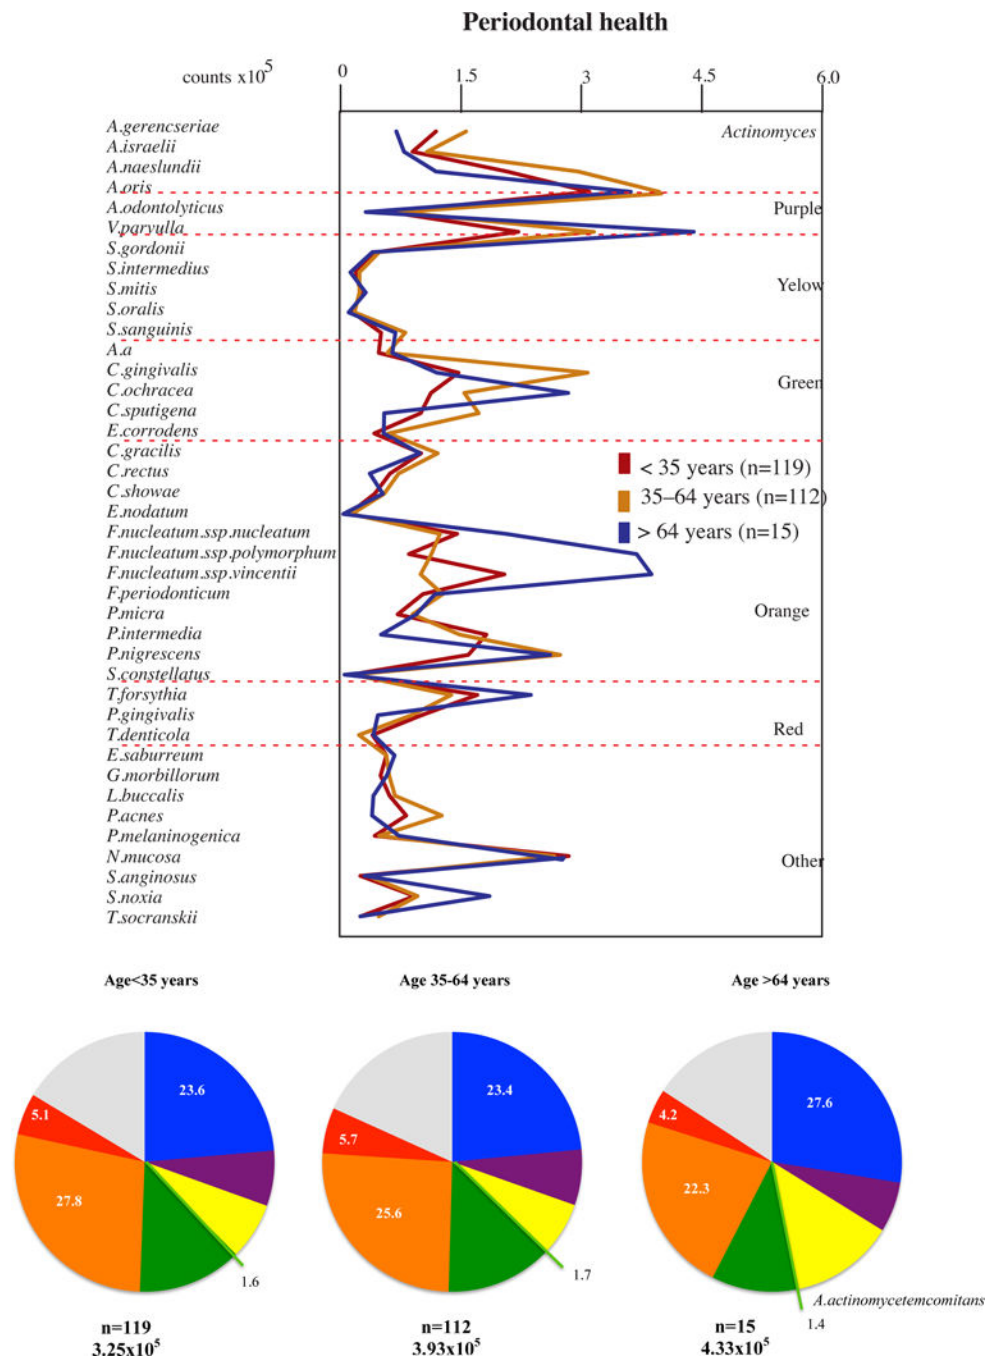 Periodontal health
counts x10^5
0 1.5 3 4.5 6.0
A.gerencseriae
Actinomyces
A.israelii
A.naeslundii
A.oris
A.odontolyticus
Purple
V.parvulla
S.gordonii
S.intermedius
Yelow
S.mitis
S.oralis
S.sanguinis
A.a
C.gingivalis
Green
C.ochracea
C.sputigena
E.corrodens
C.gracilis
C.rectus
C.showae
E.nodatum
< 35 years (n=119)
35–64 years (n=112)
> 64 years (n=15)
F.nucleatum.ssp.nucleatum
F.nucleatum.ssp.polymorphum
F.nucleatum.ssp.vincentii
F.periodonticum
P.micra
Orange
P.intermedia
P.nigrescens
S.constellatus
T.forsythia
P.gingivalis
Red
T.denticola
E.saburreum
G.morbillorum
L.buccalis
P.acnes
P.melaninogenica
N.mucosa
Other
S.anginosus
S.noxia
T.socranskii
Age<35 years
Age 35-64 years
Age >64 years
23.6
5.1
27.8
1.6
23.4
5.7
25.6
1.7
27.6
4.2
22.3
A.actinomycetemcomitans
1.4
n=119
3.25x10^5
n=112
3.93x10^5
n=15
4.33x10^5